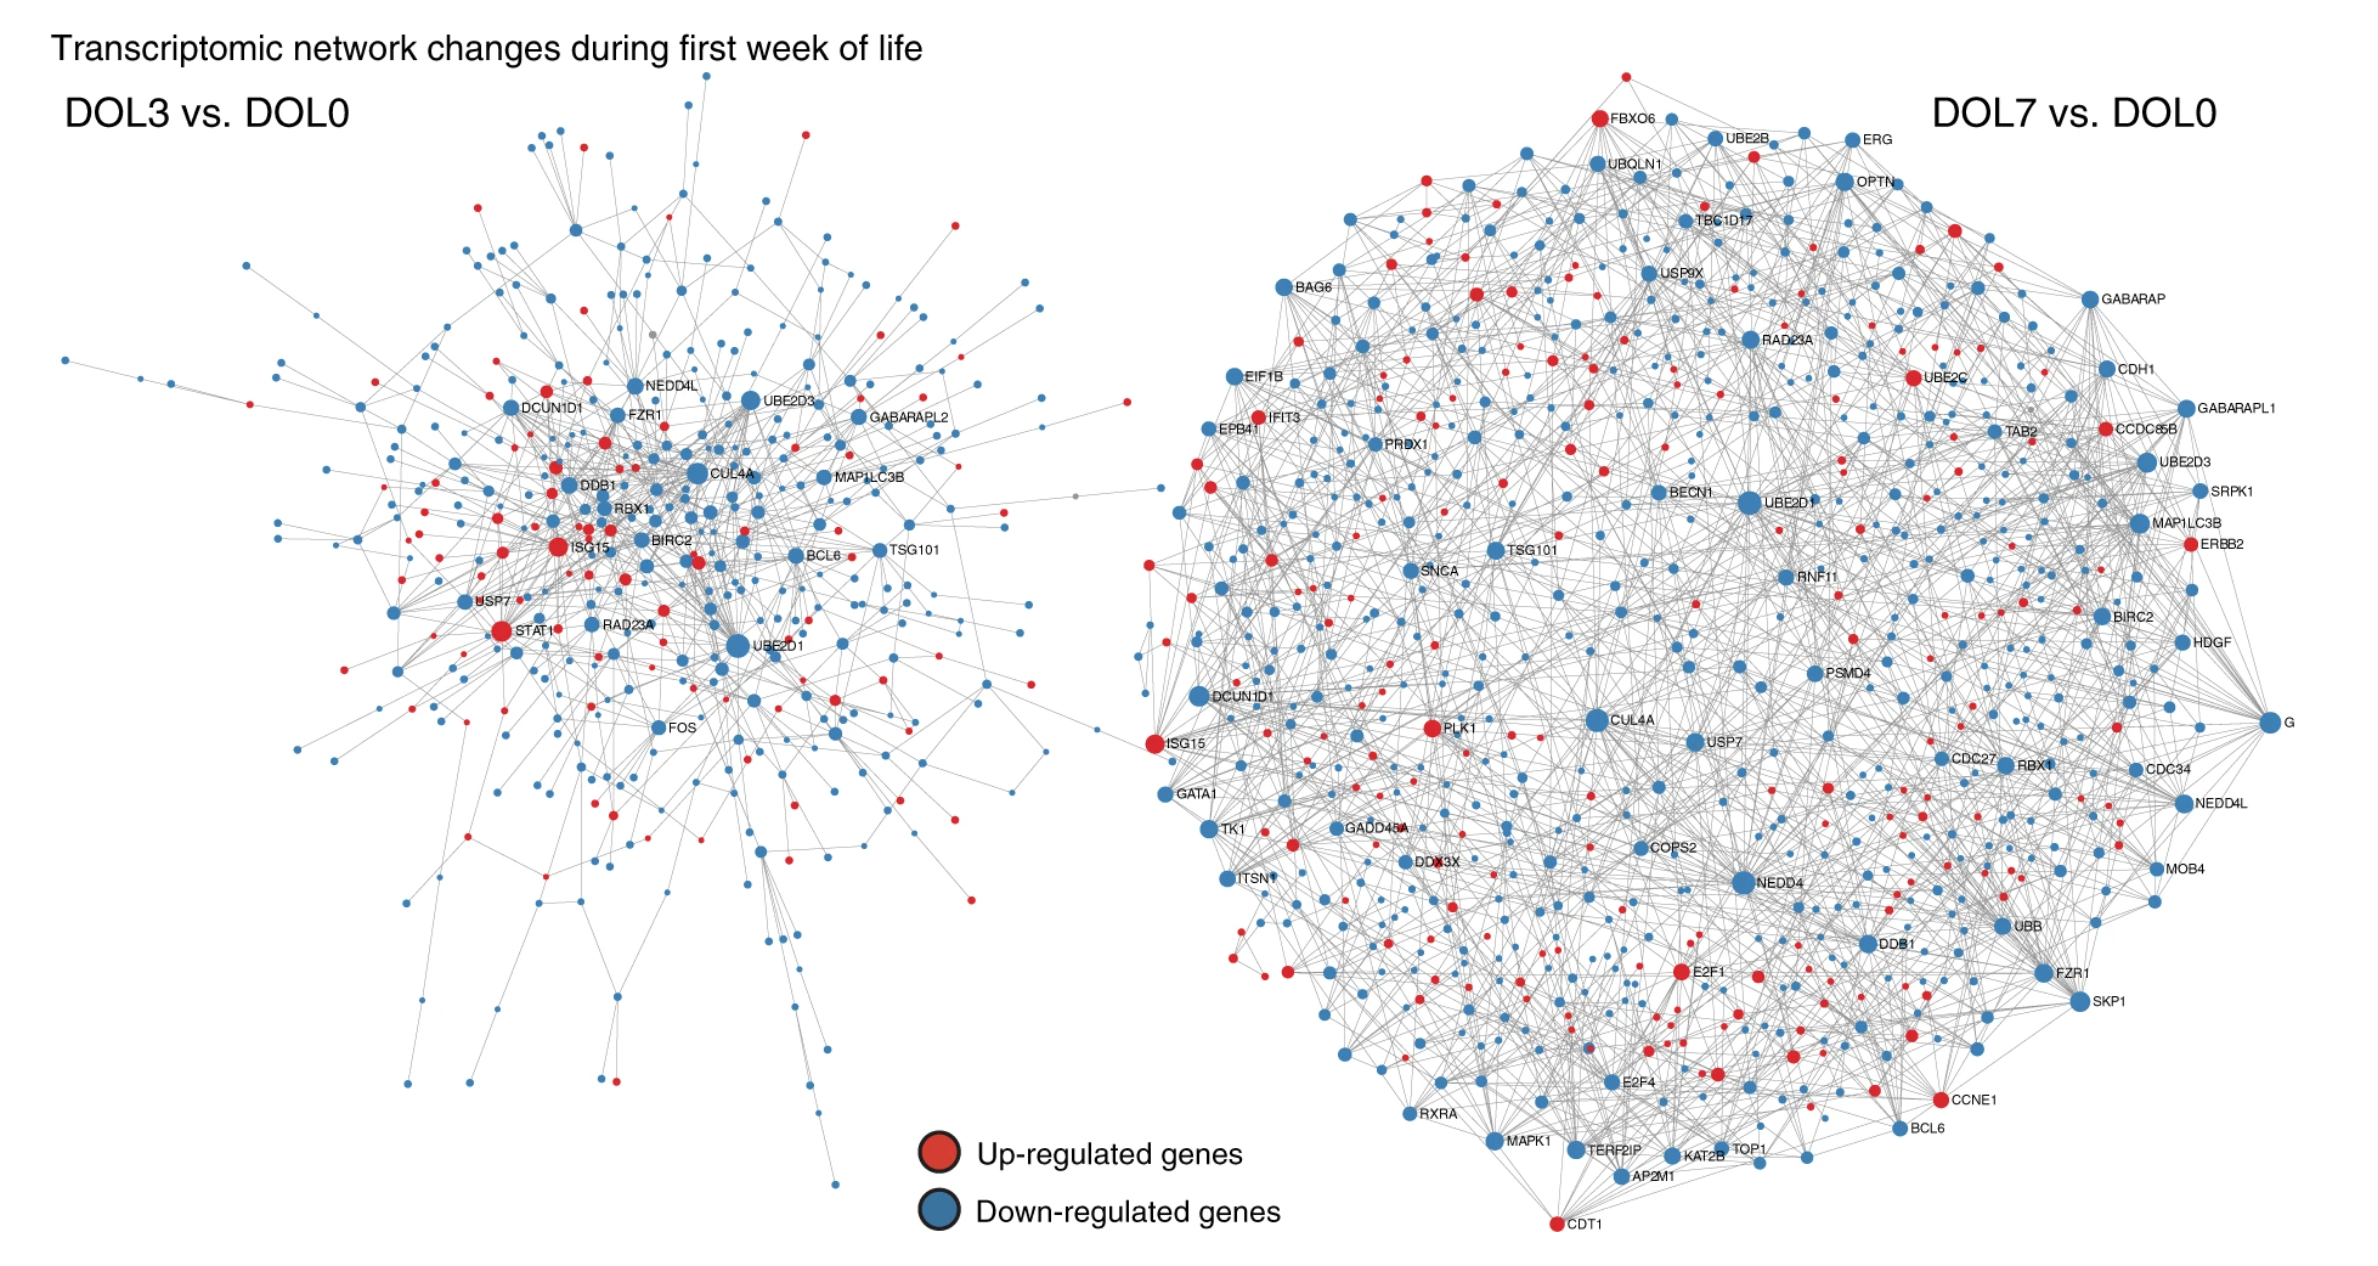 Transcriptomic network changes during first week of life
DOL3 vs. DOL0
DOL7 vs. DOL0
NEDD4L
DCUN1D1
FZR1
UBE2D3
GABARAPL2
CUL4A
MAP1LC3B
DDB1
RBX1
ISG15
BIRC2
BCL6
TSG101
USP7
STAT1
RAD23A
UBE2D1
FOS
FBXO6
UBE2B
ERG
UBQLN1
OPTN
TBC1D17
USP9X
BAG6
GABARAP
RAD23A
EIF1B
UBE2C
CDH1
IFIT3
GABARAPL1
EPB41
CCDC85B
PRDX1
TAB2
UBE2D3
BECN1
UBE2D1
SRPK1
MAP1LC3B
TSG101
ERBB2
SNCA
RNF11
BIRC2
HDGF
PSMD4
DCUN1D1
CUL4A
G
PLK1
ISG15
USP7
CDC27
RBX1
CDC34
GATA1
NEDD4L
TK1
GADD45A
COPS2
DDX3X
MOB4
ITSN1
NEDD4
UBB
DDB1
E2F1
FZR1
SKP1
E2F4
CCNE1
RXRA
BCL6
MAPK1
TERF2IP
KAT2B
TOP1
AP2M1
CDT1
Up-regulated genes
Down-regulated genes